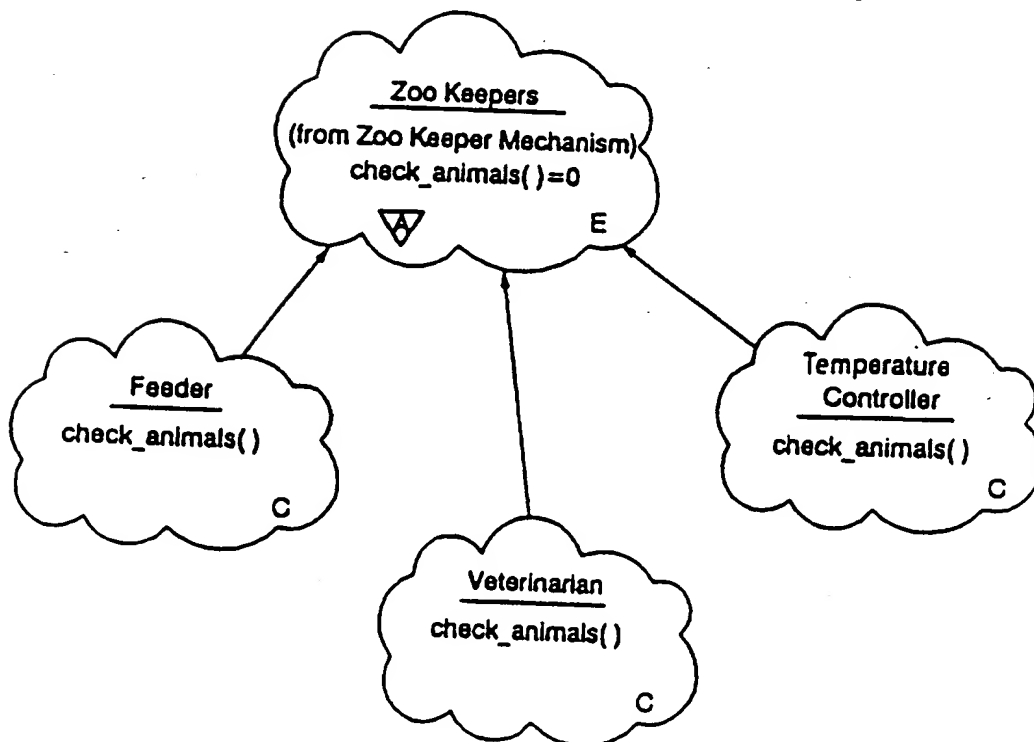 Zoo Keepers
(from Zoo Keeper Mechanism)
check_animals()=0
A
E
Feeder
check_animals()
C
Temperature
Controller
check_animals()
C
Veterinarian
check_animals()
C